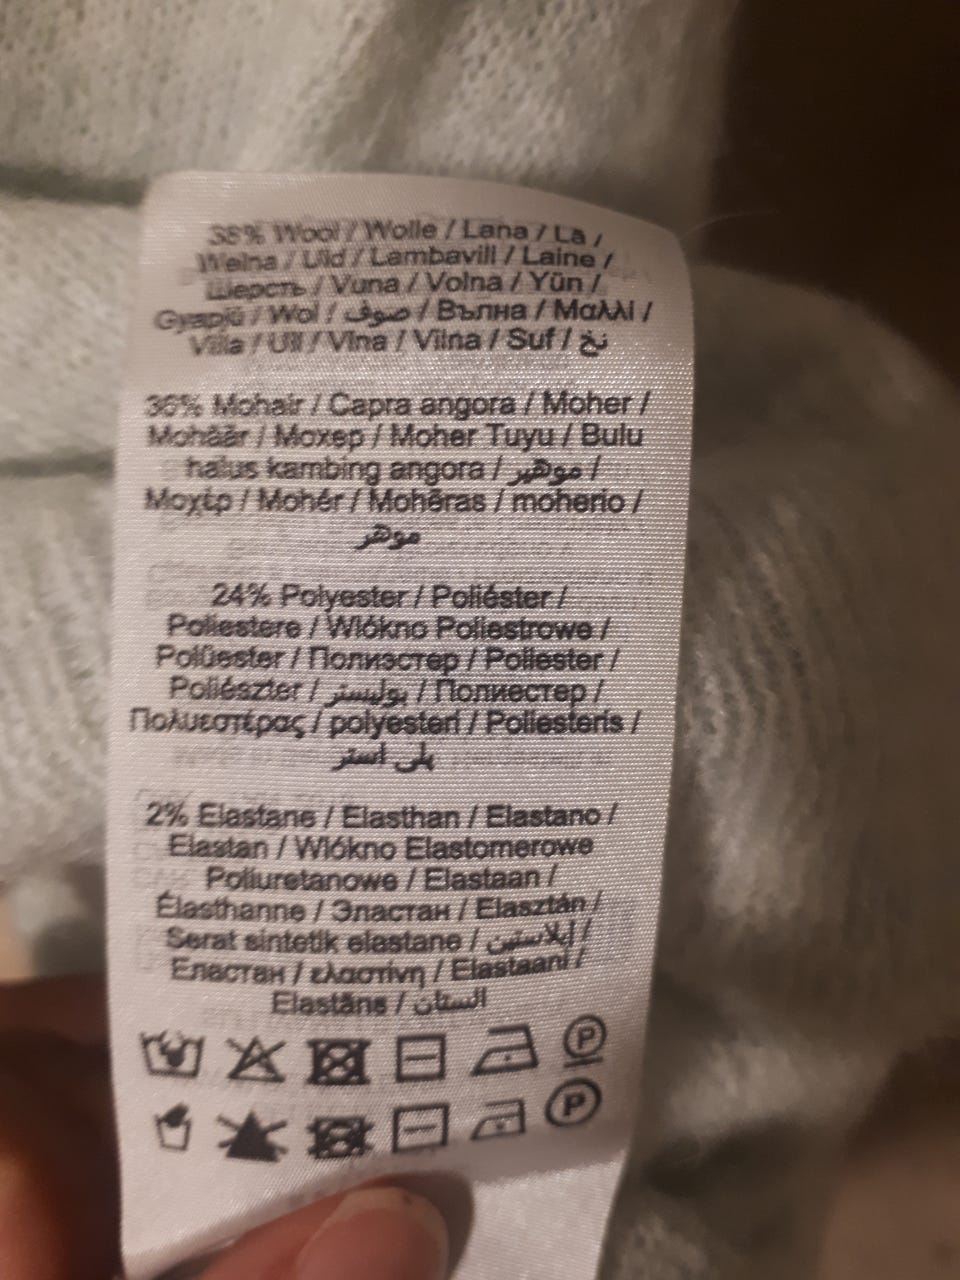 38% Wool / Wolle / Lana / Lã /
Welna / Uld / Lambavill / Laine /
Шерсть / Vuna / Volna / Yün /
Gyapjú / Wol / صوف / Вълна / Μαλλί /
Villa / Ull / Vlna / Vilna / Suf / نخ
36% Mohair / Capra angora / Moher /
Mohäär / Мохер / Moher Tuyu / Bulu
halus kambing angora / موهير /
Μοχέρ / Mohér / Mohēras / moherio /
موهر
24% Polyester / Poliéster /
Poliestere / Wlókno Poliestrowe /
Polüester / Полиэстер / Poliester /
Poliészter / بوليستر / Полиестер /
Πολυεστέρας / polyesteri / Poliesteris /
پلی استر
2% Elastane / Elasthan / Elastano /
Elastan / Wlókno Elastomerowe
Poliuretanowe / Elastaan /
Élasthanne / Эластан / Elasztán /
Serat sintetik elastane / إيلاستين /
Еластан / ελαστίνη / Elastaani /
Elastāns / الستان
P
P